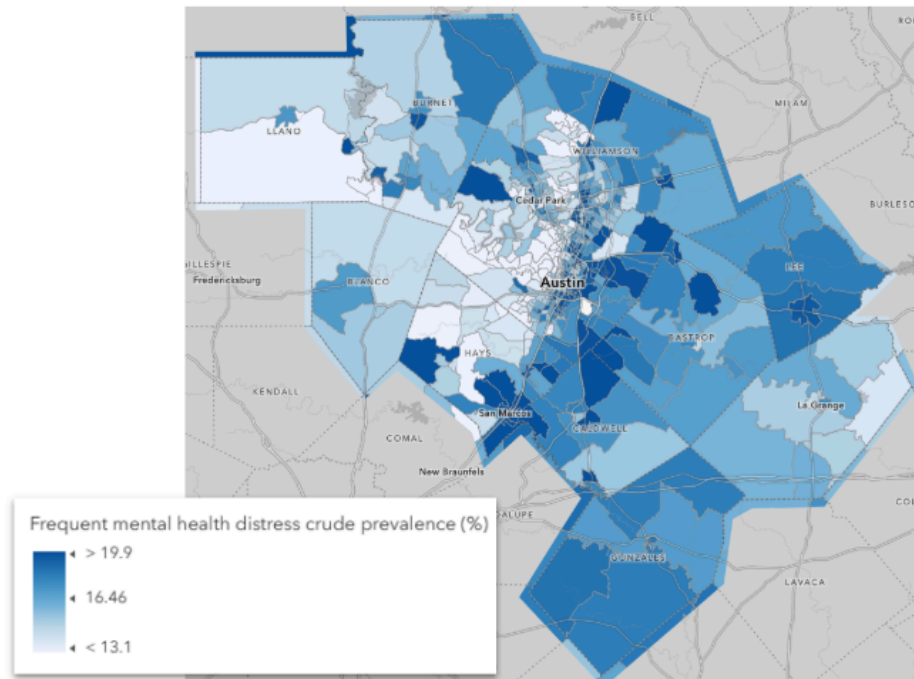 BELL
MILAM
BURNET
LLANO
WILLIAMSON
Cedar Park
BURLESO
LEE
GILLESPIE
Fredericksburg
BLANCO
Austin
BASTROP
HAYS
KENDALL
La Grange
San Marcos
COMAL
CALDWELL
New Braunfels
DALUPE
GONZALES
LAVACA
Frequent mental health distress crude prevalence (%)
> 19.9
16.46
< 13.1